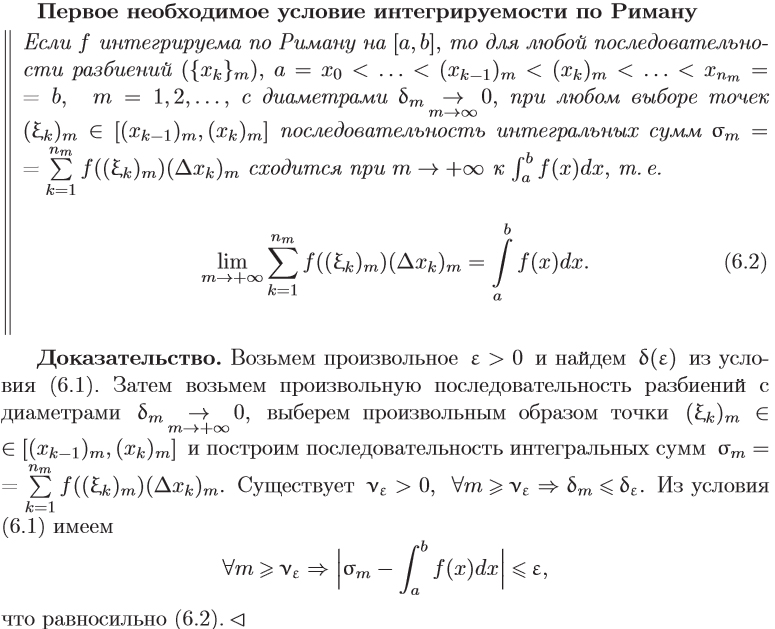 Первое необходимое условие интегрируемости по Риману
Если f интегрируема по Риману на [a, b], то для любой последовательно-
сти разбиений ({x_k}_m), a = x_0 < … < (x_{k−1})_m < (x_k)_m < … < x_{n_m} =
= b, m = 1, 2, …, с диаметрами δ_m →_{m→∞} 0, при любом выборе точек
(ξ_k)_m ∈ [(x_{k−1})_m, (x_k)_m] последовательность интегральных сумм σ_m =
= ∑_{k=1}^{n_m} f((ξ_k)_m)(Δx_k)_m сходится при m → +∞ к ∫_a^b f(x)dx, т. е.
lim_{m→+∞} ∑_{k=1}^{n_m} f((ξ_k)_m)(Δx_k)_m = ∫_a^b f(x)dx. (6.2)
Доказательство. Возьмем произвольное ε > 0 и найдем δ(ε) из усло-
вия (6.1). Затем возьмем произвольную последовательность разбиений с
диаметрами δ_m →_{m→+∞} 0, выберем произвольным образом точки (ξ_k)_m ∈
∈ [(x_{k−1})_m, (x_k)_m] и построим последовательность интегральных сумм σ_m =
= ∑_{k=1}^{n_m} f((ξ_k)_m)(Δx_k)_m. Существует ν_ε > 0, ∀m ⩾ ν_ε ⇒ δ_m ⩽ δ_ε. Из условия
(6.1) имеем
∀m ⩾ ν_ε ⇒ |σ_m − ∫_a^b f(x)dx| ⩽ ε,
что равносильно (6.2). ◁